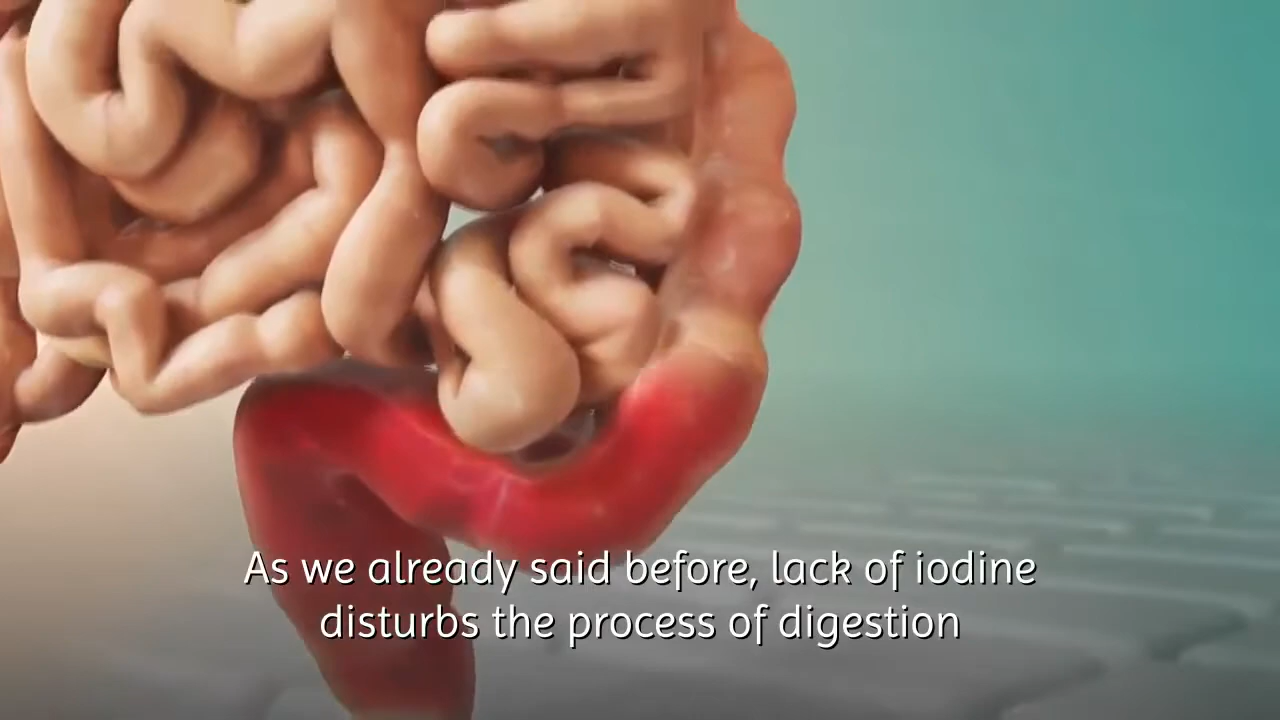 As we already said before, lack of iodine
disturbs the process of digestion